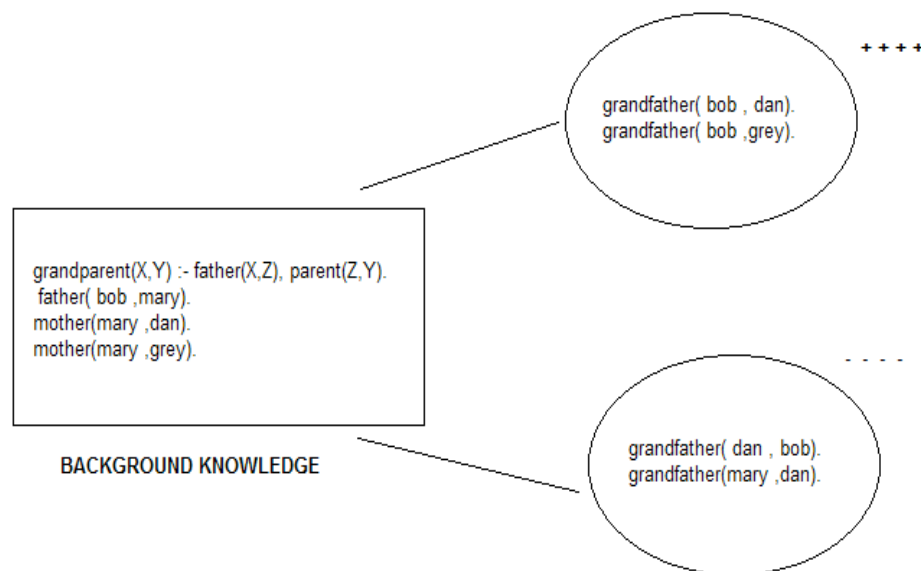 + + + +
grandfather( bob , dan).
grandfather( bob ,grey).
grandparent(X,Y) :- father(X,Z), parent(Z,Y).
father( bob ,mary).
mother(mary ,dan).
mother(mary ,grey).
BACKGROUND KNOWLEDGE
- - - -
grandfather( dan , bob).
grandfather(mary ,dan).